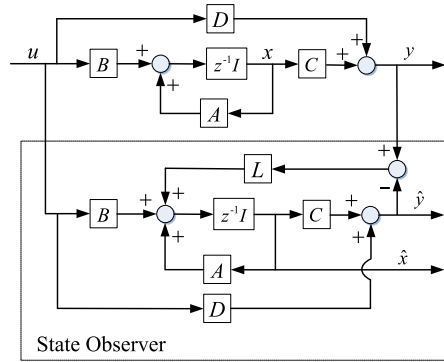 D
u
B
+
+
z⁻¹I
x
C
+
+
y
A
+
−
L
+
B
+
+
z⁻¹I
C
+
+
ŷ
A
x̂
D
State Observer